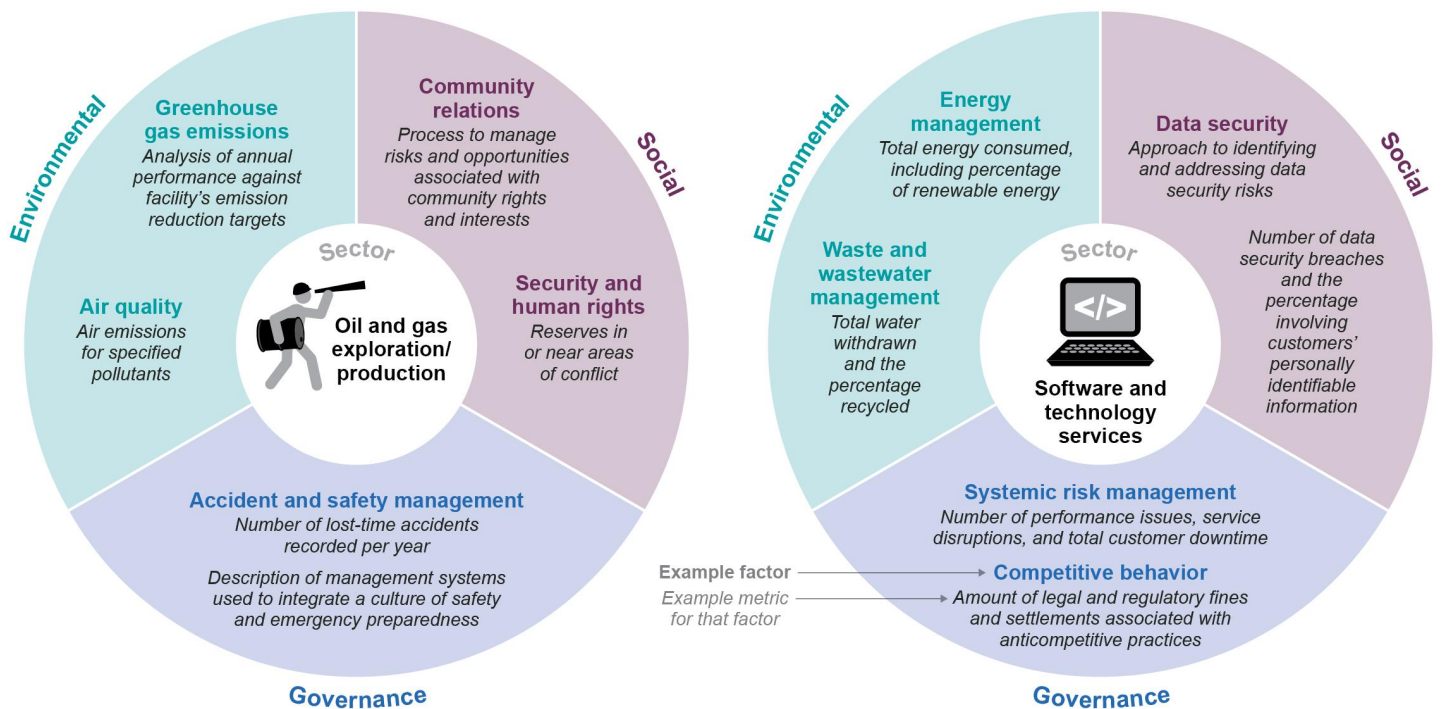 Environmental
Greenhouse
gas emissions
Analysis of annual
performance against
facility’s emission
reduction targets
Air quality
Air emissions
for specified
pollutants
Social
Community
relations
Process to manage
risks and opportunities
associated with
community rights
and interests
Security and
human rights
Reserves in
or near areas
of conflict
Sector
Oil and gas
exploration/
production
Accident and safety management
Number of lost-time accidents
recorded per year
Description of management systems
used to integrate a culture of safety
and emergency preparedness
Governance
Environmental
Energy
management
Total energy consumed,
including percentage
of renewable energy
Waste and
wastewater
management
Total water
withdrawn
and the
percentage
recycled
Social
Data security
Approach to identifying
and addressing data
security risks
Number of data
security breaches
and the
percentage
involving
customers’
personally
identifiable
information
Sector
</>
Software and
technology
services
Systemic risk management
Number of performance issues, service
disruptions, and total customer downtime
Example factor
Competitive behavior
Example metric
for that factor
Amount of legal and regulatory fines
and settlements associated with
anticompetitive practices
Governance